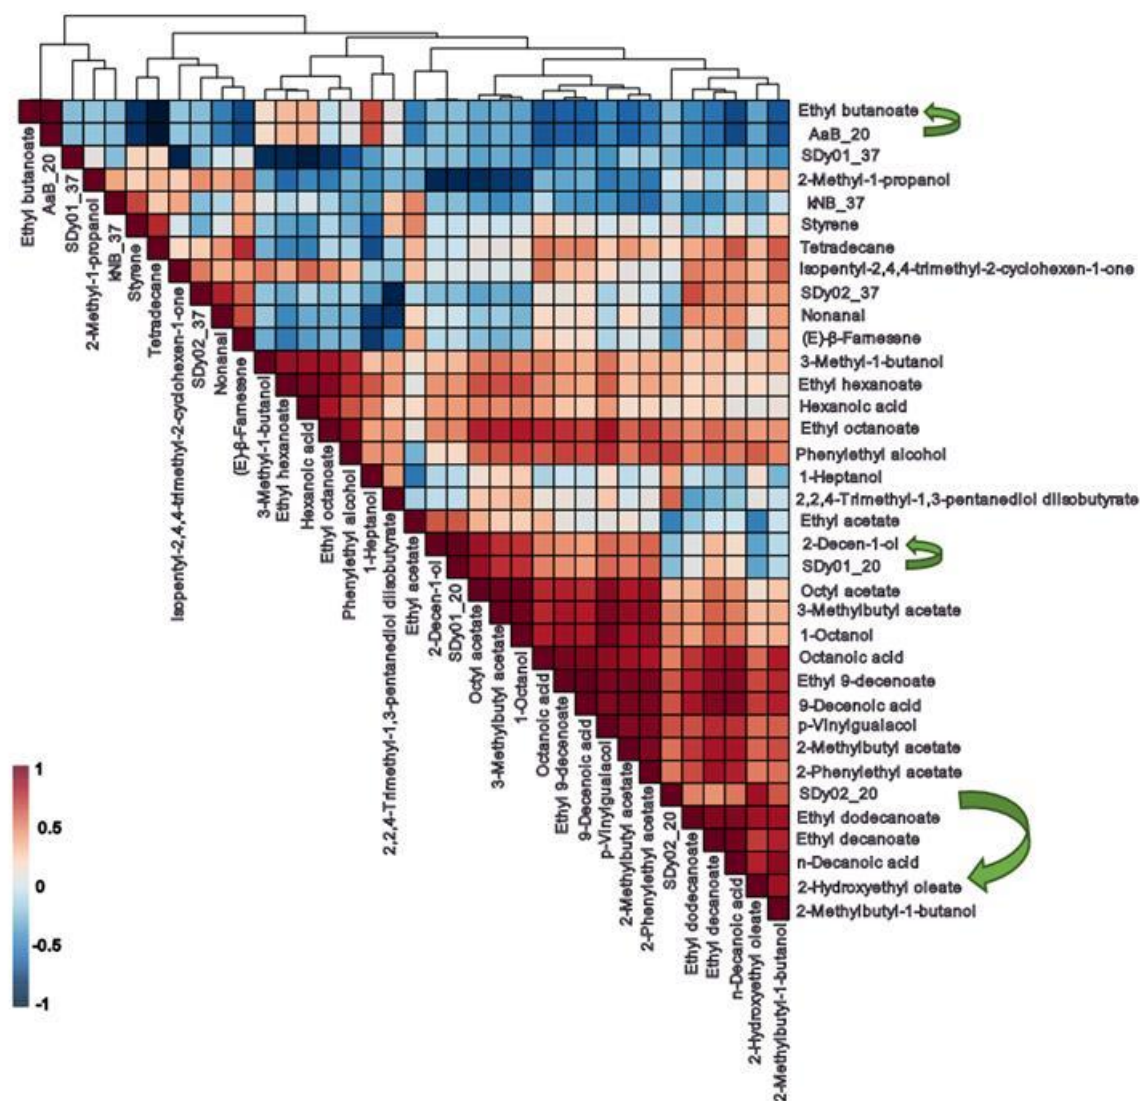 Ethyl butanoate
AaB_20
SDy01_37
2-Methyl-1-propanol
kNB_37
Styrene
Tetradecane
Isopentyl-2,4,4-trimethyl-2-cyclohexen-1-one
SDy02_37
Nonanal
(E)-β-Farnesene
3-Methyl-1-butanol
Ethyl hexanoate
Hexanoic acid
Ethyl octanoate
Phenylethyl alcohol
1-Heptanol
2,2,4-Trimethyl-1,3-pentanediol diisobutyrate
Ethyl acetate
2-Decen-1-ol
SDy01_20
Octyl acetate
3-Methylbutyl acetate
1-Octanol
Octanoic acid
Ethyl 9-decenoate
9-Decenoic acid
p-Vinylguaiacol
2-Methylbutyl acetate
2-Phenylethyl acetate
SDy02_20
Ethyl dodecanoate
Ethyl decanoate
n-Decanoic acid
2-Hydroxyethyl oleate
2-Methylbutyl-1-butanol
Ethyl butanoate
AaB_20
SDy01_37
2-Methyl-1-propanol
kNB_37
Styrene
Tetradecane
Isopentyl-2,4,4-trimethyl-2-cyclohexen-1-one
SDy02_37
Nonanal
(E)-β-Farnesene
3-Methyl-1-butanol
Ethyl hexanoate
Hexanoic acid
Ethyl octanoate
Phenylethyl alcohol
1-Heptanol
2,2,4-Trimethyl-1,3-pentanediol diisobutyrate
Ethyl acetate
2-Decen-1-ol
SDy01_20
Octyl acetate
3-Methylbutyl acetate
1-Octanol
Octanoic acid
Ethyl 9-decenoate
9-Decenoic acid
p-Vinylguaiacol
2-Methylbutyl acetate
2-Phenylethyl acetate
SDy02_20
Ethyl dodecanoate
Ethyl decanoate
n-Decanoic acid
2-Hydroxyethyl oleate
2-Methylbutyl-1-butanol
1
0.5
0
-0.5
-1